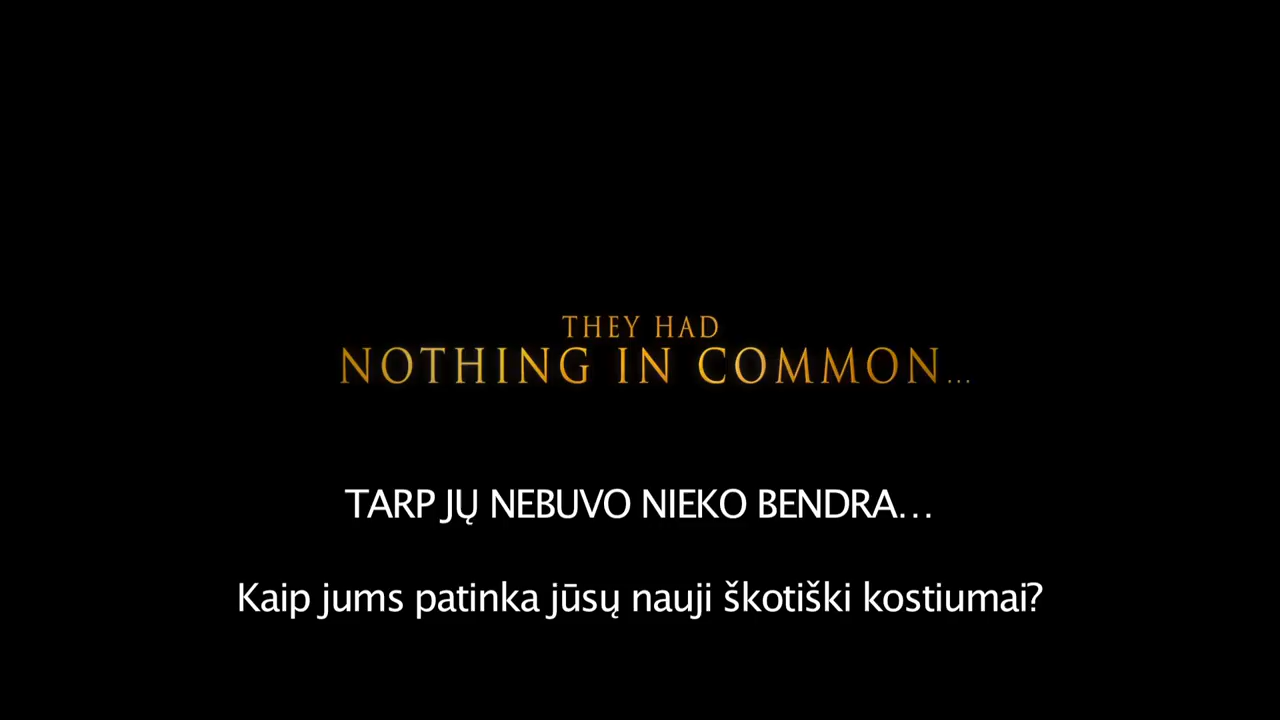 THEY HAD
NOTHING IN COMMON...
TARP JŲ NEBUVO NIEKO BENDRA...
Kaip jums patinka jūsų nauji škotiški kostiumai?